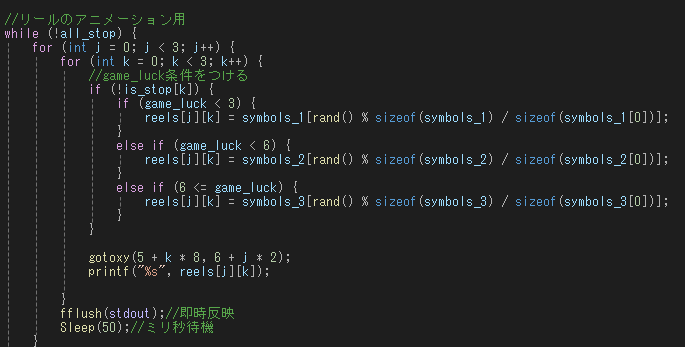 //リールのアニメーション用
while (!all_stop) {
for (int j = 0; j < 3; j++) {
for (int k = 0; k < 3; k++) {
//game_luck条件をつける
if (!is_stop[k]) {
if (game_luck < 3) {
reels[j][k] = symbols_1[rand() % sizeof(symbols_1) / sizeof(symbols_1[0])];
}
else if (game_luck < 6) {
reels[j][k] = symbols_2[rand() % sizeof(symbols_2) / sizeof(symbols_2[0])];
}
else if (6 <= game_luck) {
reels[j][k] = symbols_3[rand() % sizeof(symbols_3) / sizeof(symbols_3[0])];
}
}
gotoxy(5 + k * 8, 6 + j * 2);
printf("%s", reels[j][k]);
}
fflush(stdout);//即時反映
Sleep(50);//ミリ秒待機
}